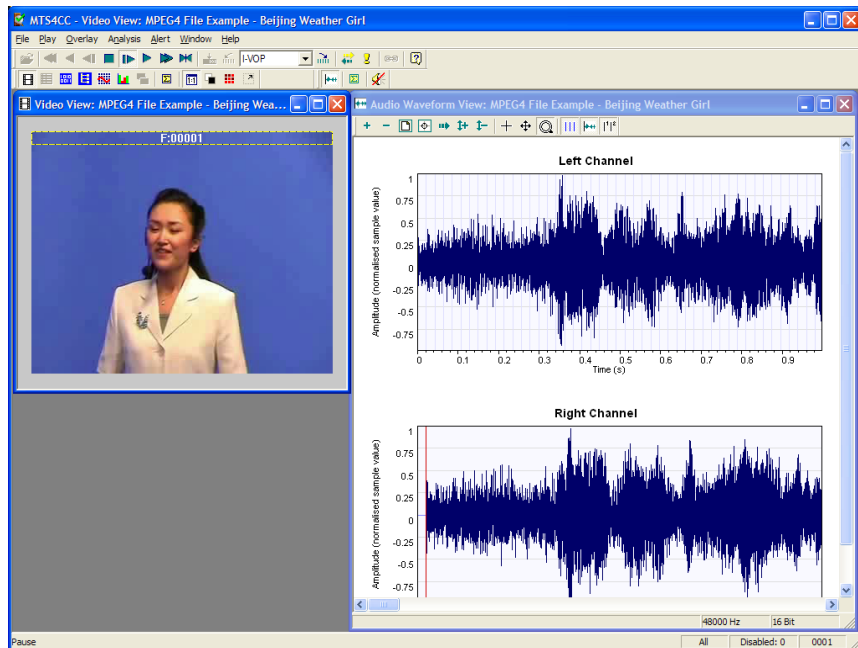 MTS4CC - Video View: MPEG4 File Example - Beijing Weather Girl
File Play Overlay Analysis Alert Window Help
I-VOP
Video View: MPEG4 File Example - Beijing Wea...
F:00001
Audio Waveform View: MPEG4 File Example - Beijing Weather Girl
Left Channel
Amplitude (normalised sample value)
1
0.75
0.5
0.25
0
-0.25
-0.5
-0.75
0 0.1 0.2 0.3 0.4 0.5 0.6 0.7 0.8 0.9
Time (s)
Right Channel
Amplitude (normalised sample value)
1
0.75
0.5
0.25
0
-0.25
-0.5
-0.75
48000 Hz 16 Bit
Pause
All Disabled: 0 0001